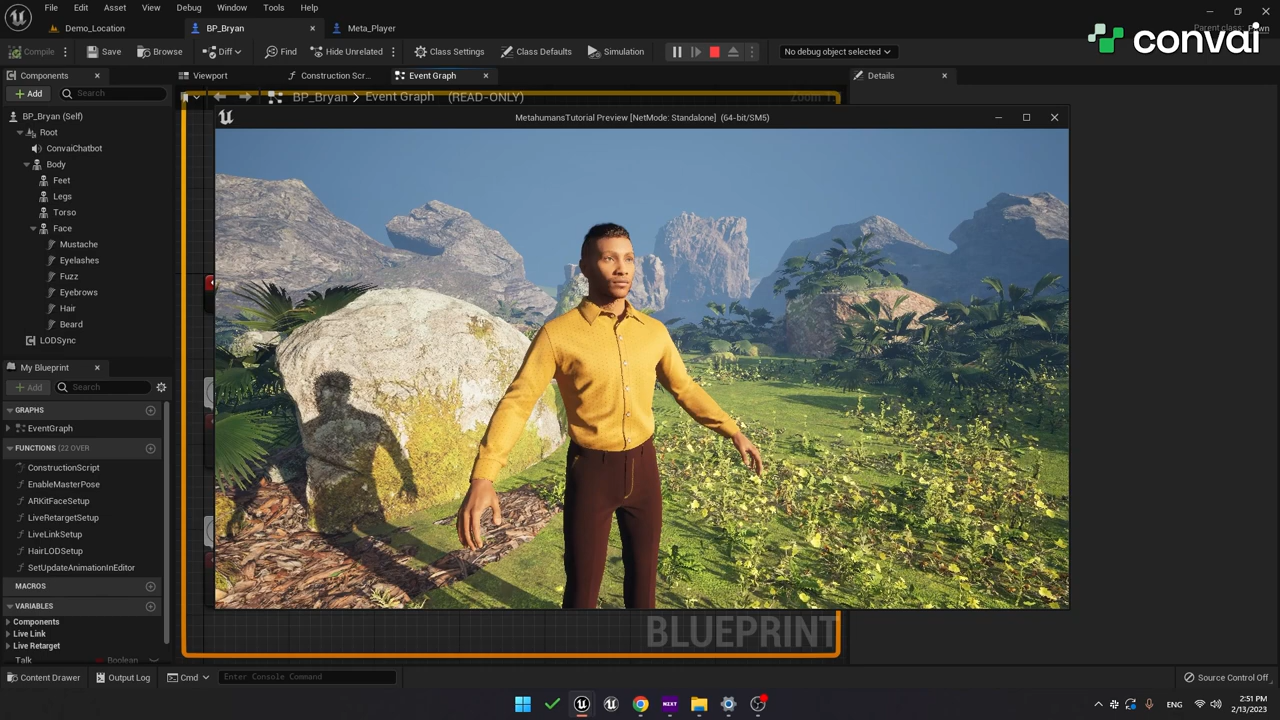 File Edit Asset View Debug Window Tools Help
Demo_Location BP_Bryan Meta_Player
Parent class: Pawn
convai
Compile Save Browse Diff Find Hide Unrelated Class Settings Class Defaults Simulation No debug object selected
Components Viewport Construction Scr... Event Graph Details
Add Search
BP_Bryan > Event Graph (READ-ONLY) Zoom
BP_Bryan (Self)
Root
ConvaiChatbot
Body
Feet
Legs
Torso
Face
Mustache
Eyelashes
Fuzz
Eyebrows
Hair
Beard
LODSync
MetahumansTutorial Preview [NetMode: Standalone] (64-bit/SM5)
My Blueprint
Add Search
GRAPHS
EventGraph
FUNCTIONS (22 OVER
ConstructionScript
EnableMasterPose
ARKitFaceSetup
LiveRetargetSetup
LiveLinkSetup
HairLODSetup
SetUpdateAnimationInEditor
MACROS
VARIABLES
Components
Live Link
Live Retarget
Talk Boolean
BLUEPRINT
Content Drawer Output Log Cmd Enter Console Command Source Control Off
NEXT
ENG
2:51 PM
2/13/2023